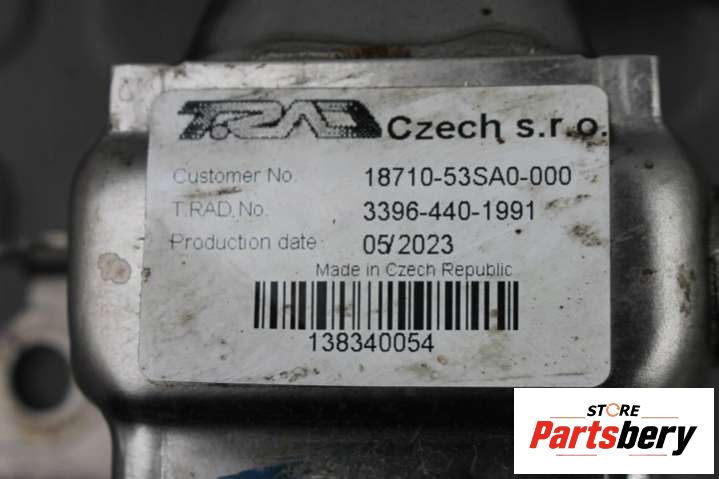 T.RAD Czech s.r.o.
Customer No. 18710-53SA0-000
T.RAD.No. 3396-440-1991
Production date 05/2023
Made in Czech Republic
138340054
STORE
Partsbery